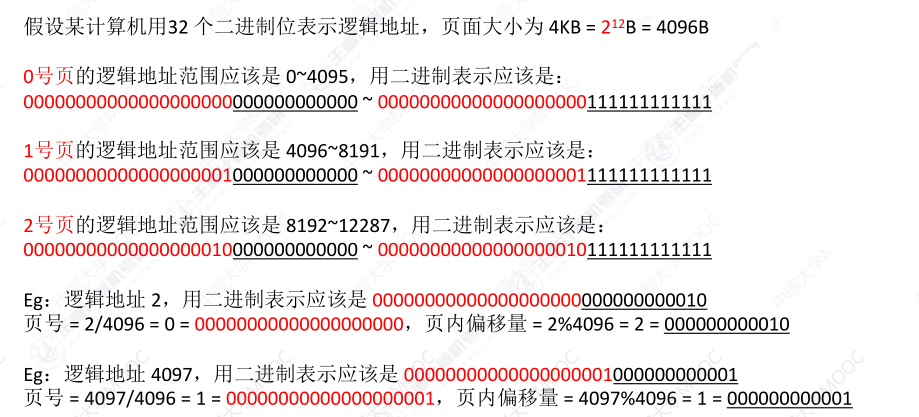 假设某计算机用32 个二进制位表示逻辑地址，页面大小为 4KB = 2¹²B = 4096B
0号页的逻辑地址范围应该是 0~4095，用二进制表示应该是：
00000000000000000000000000000000 ~ 00000000000000000000111111111111
1号页的逻辑地址范围应该是 4096~8191，用二进制表示应该是：
00000000000000000001000000000000 ~ 00000000000000000001111111111111
2号页的逻辑地址范围应该是 8192~12287，用二进制表示应该是：
00000000000000000010000000000000 ~ 00000000000000000010111111111111
Eg：逻辑地址 2，用二进制表示应该是 00000000000000000000000000000010
页号 = 2/4096 = 0 = 00000000000000000000，页内偏移量 = 2%4096 = 2 = 000000000010
Eg：逻辑地址 4097，用二进制表示应该是 00000000000000000001000000000001
页号 = 4097/4096 = 1 = 00000000000000000001，页内偏移量 = 4097%4096 = 1 = 000000000001